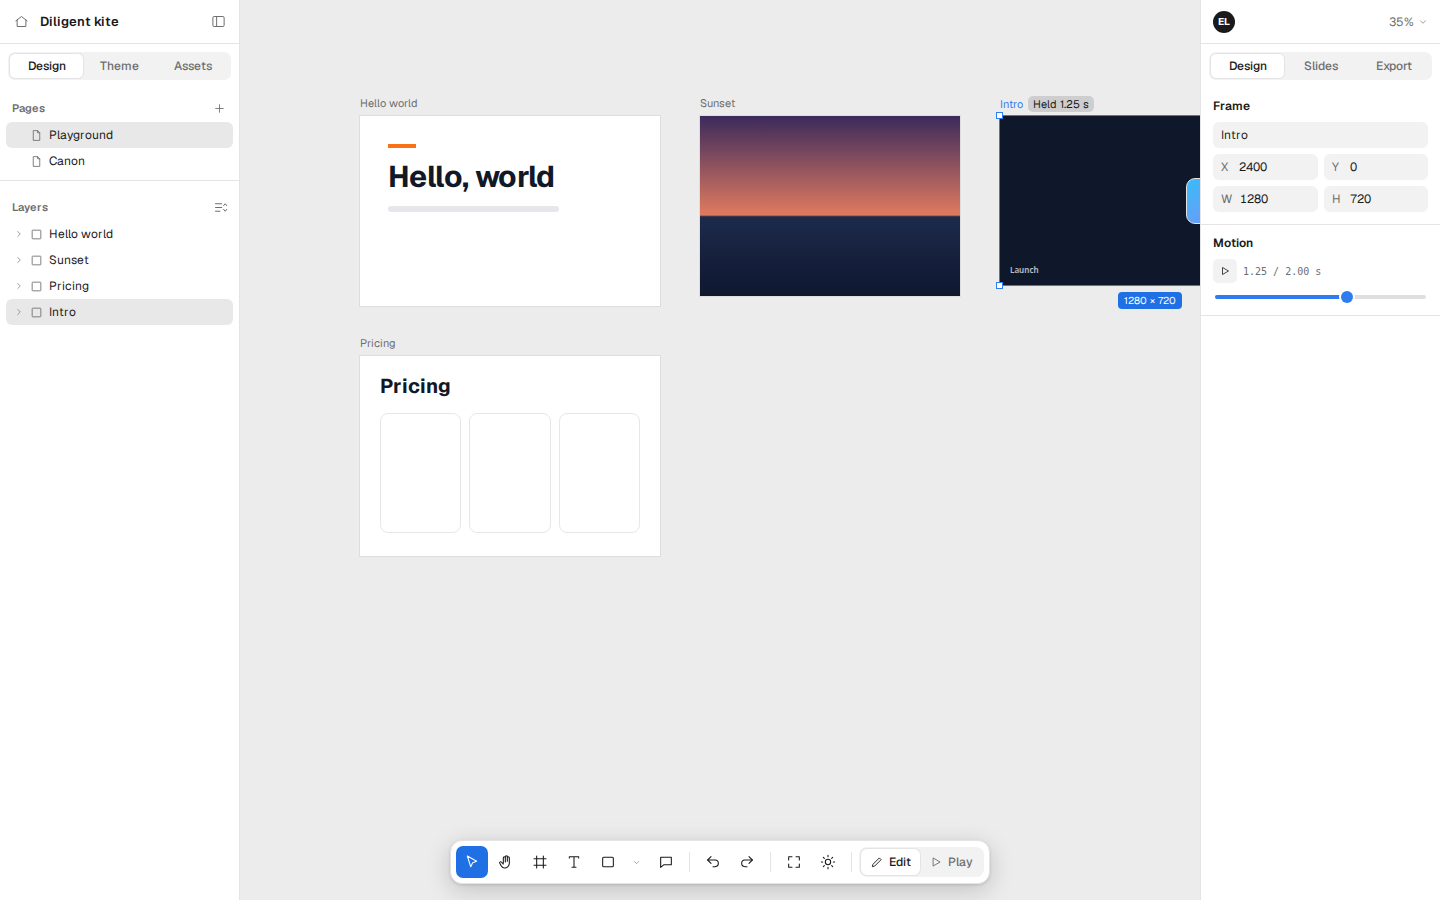 Diligent kite
Design
Theme
Assets
Pages
Playground
Canon
Layers
Hello world
Sunset
Pricing
Intro
Hello world
Hello, world
Sunset
Intro
Held 1.25 s
Launch
1280 × 720
Pricing
Pricing
Edit
Play
EL
35%
Design
Slides
Export
Frame
Intro
X 2400
Y 0
W 1280
H 720
Motion
1.25 / 2.00 s